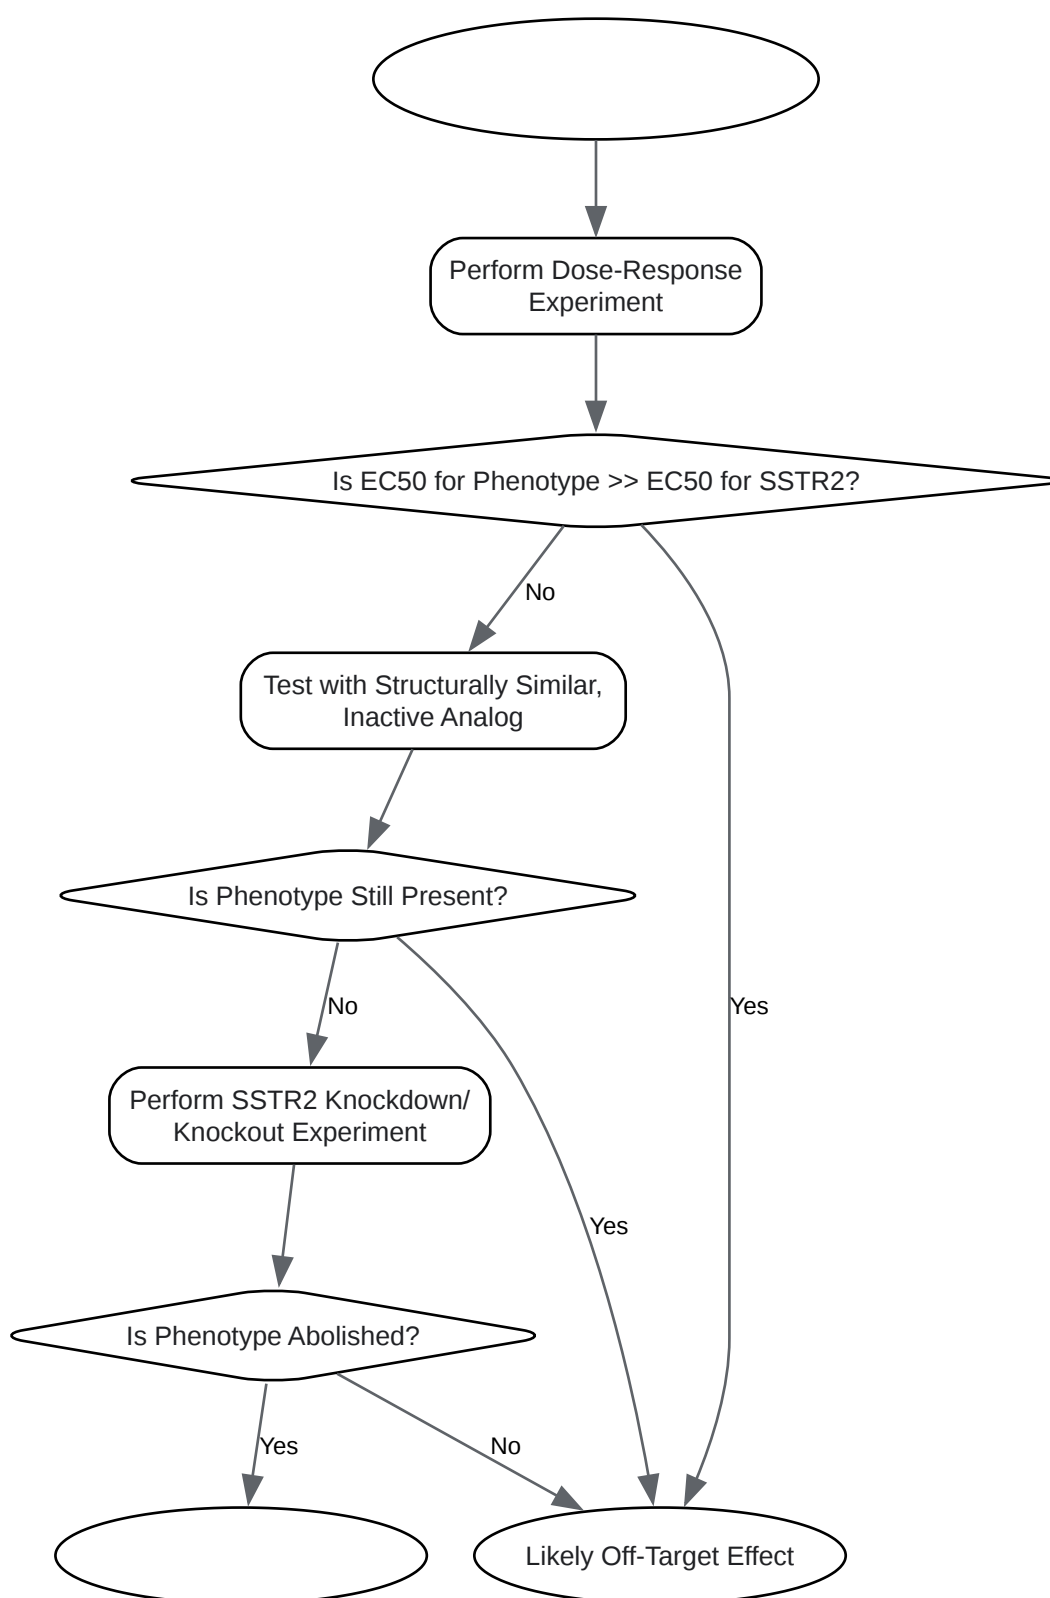 Perform Dose-Response
Experiment
Is EC50 for Phenotype >> EC50 for SSTR2?
No
Test with Structurally Similar,
Inactive Analog
Is Phenotype Still Present?
No
Yes
Perform SSTR2 Knockdown/
Knockout Experiment
Yes
Is Phenotype Abolished?
Yes
No
Likely Off-Target Effect